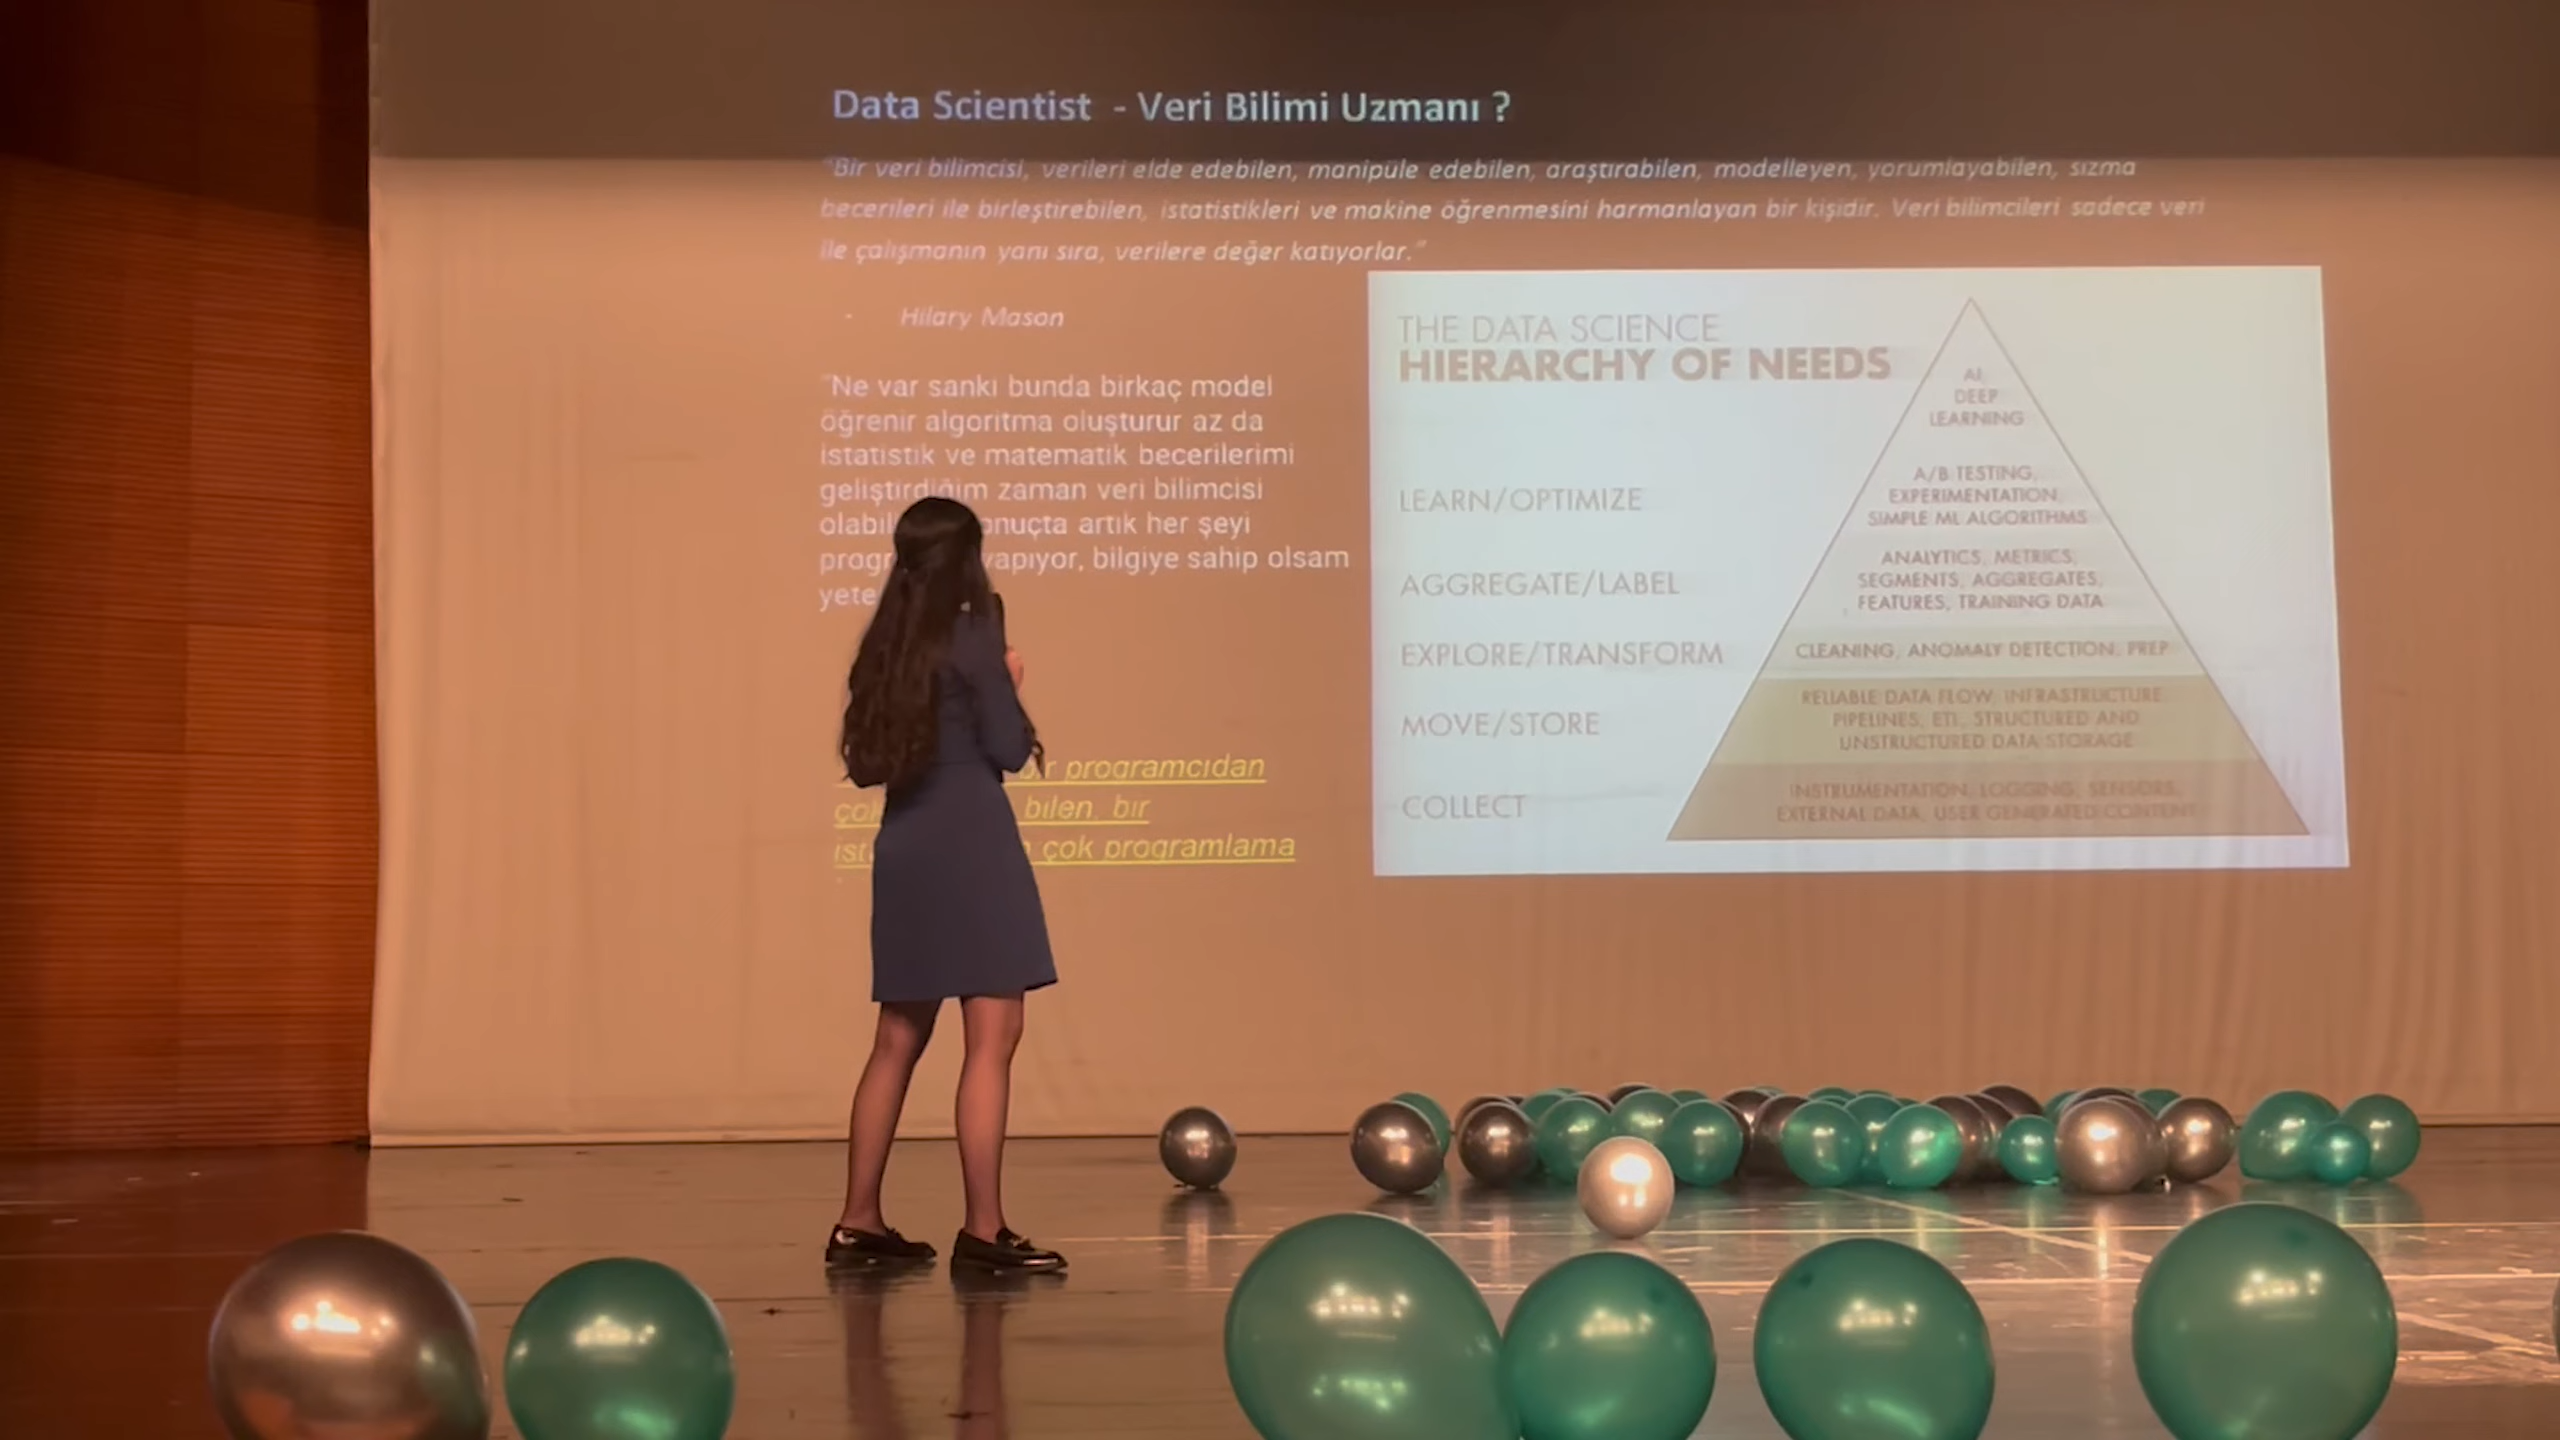 Data Scientist - Veri Bilimi Uzmanı ?
"Bir veri bilimcisi, verileri elde edebilen, manipüle edebilen, araştırabilen, modelleyen, yorumlayabilen, sızma
becerileri ile birleştirebilen, istatistikleri ve makine öğrenmesini harmanlayan bir kişidir. Veri bilimcileri sadece veri
ile çalışmanın yanı sıra, verilere değer katıyorlar."
- Hilary Mason
"Ne var sanki bunda birkaç model
öğrenir algoritma oluşturur az da
istatistik ve matematik becerilerimi
geliştirdiğim zaman veri bilimcisi
artık her şeyi
yapıyor, bilgiye sahip olsam
bir programcıdan
bilen, bir
çok programlama
THE DATA SCIENCE
HIERARCHY OF NEEDS
AI,
DEEP
LEARNING
LEARN/OPTIMIZE
A/B TESTING,
EXPERIMENTATION,
SIMPLE ML ALGORITHMS
AGGREGATE/LABEL
ANALYTICS, METRICS,
SEGMENTS, AGGREGATES,
FEATURES, TRAINING DATA
EXPLORE/TRANSFORM
CLEANING, ANOMALY DETECTION, PREP
MOVE/STORE
RELIABLE DATA FLOW, INFRASTRUCTURE,
PIPELINES, ETL, STRUCTURED AND
UNSTRUCTURED DATA STORAGE
COLLECT
INSTRUMENTATION, LOGGING, SENSORS,
EXTERNAL DATA, USER GENERATED CONTENT